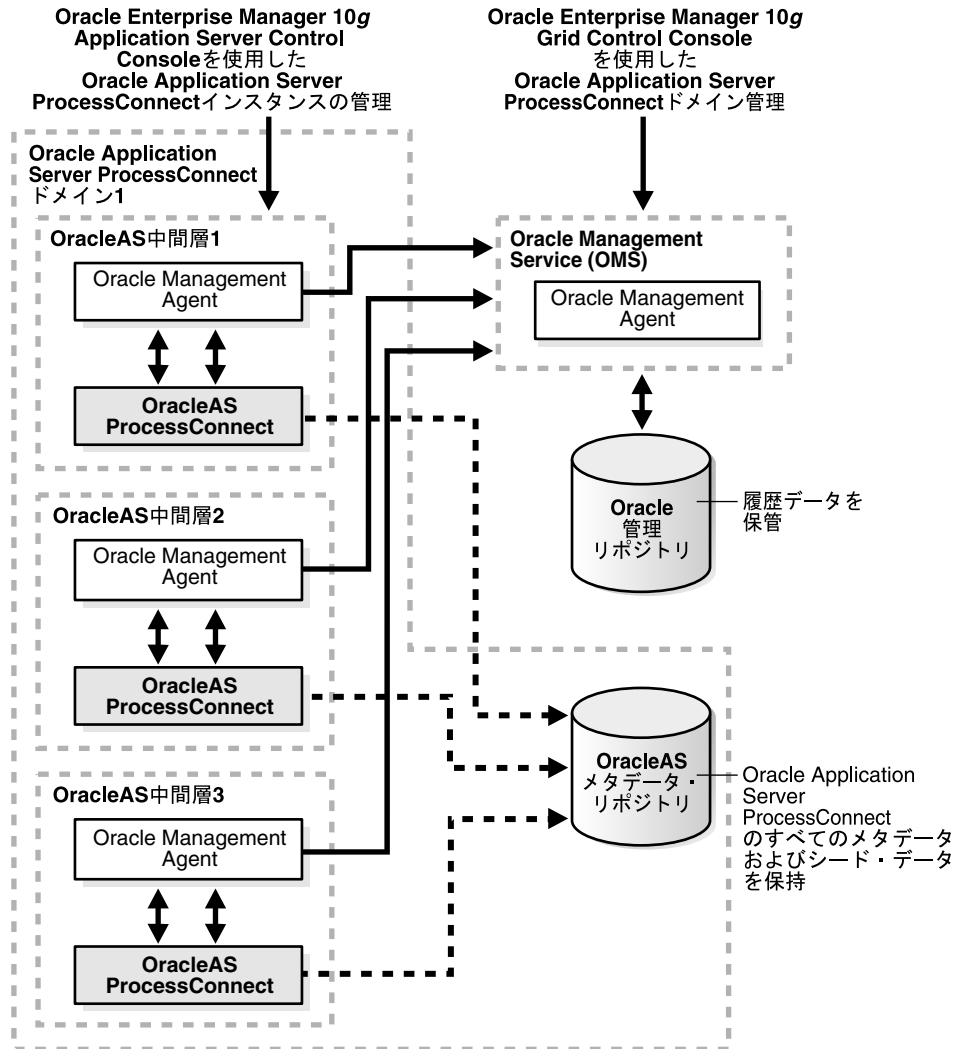 Oracle Enterprise Manager 10g
Application Server Control
Consoleを使用した
Oracle Application Server
ProcessConnectインスタンスの管理
Oracle Enterprise Manager 10g
Grid Control Console
を使用した
Oracle Application Server
ProcessConnectドメイン管理
Oracle Application
Server ProcessConnect
ドメイン1
OracleAS中間層1
Oracle Management
Agent
OracleAS
ProcessConnect
Oracle Management
Service (OMS)
Oracle Management
Agent
Oracle
管理
リポジトリ
履歴データを
保管
OracleAS中間層2
Oracle Management
Agent
OracleAS
ProcessConnect
OracleAS中間層3
Oracle Management
Agent
OracleAS
ProcessConnect
OracleAS
メタデータ・
リポジトリ
Oracle Application
Server
ProcessConnect
のすべてのメタデータ
およびシード・データ
を保持